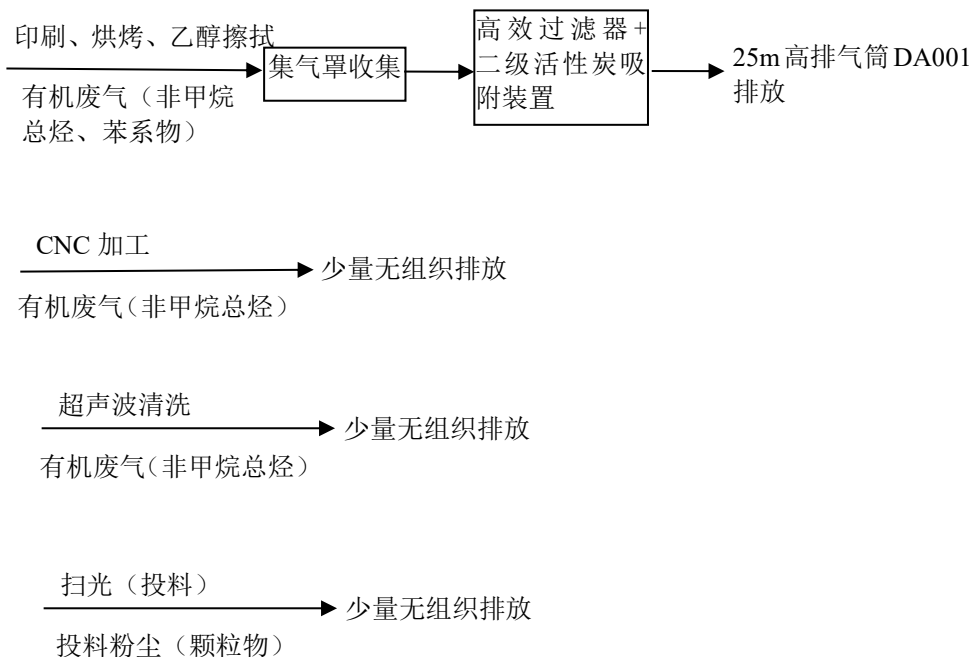 印刷、烘烤、乙醇擦拭
有机废气（非甲烷
总烃、苯系物）
集气罩收集
高效过滤器+
二级活性炭吸
附装置
25m高排气筒DA001
排放
CNC 加工
有机废气（非甲烷总烃）
少量无组织排放
超声波清洗
有机废气（非甲烷总烃）
少量无组织排放
扫光（投料）
投料粉尘（颗粒物）
少量无组织排放